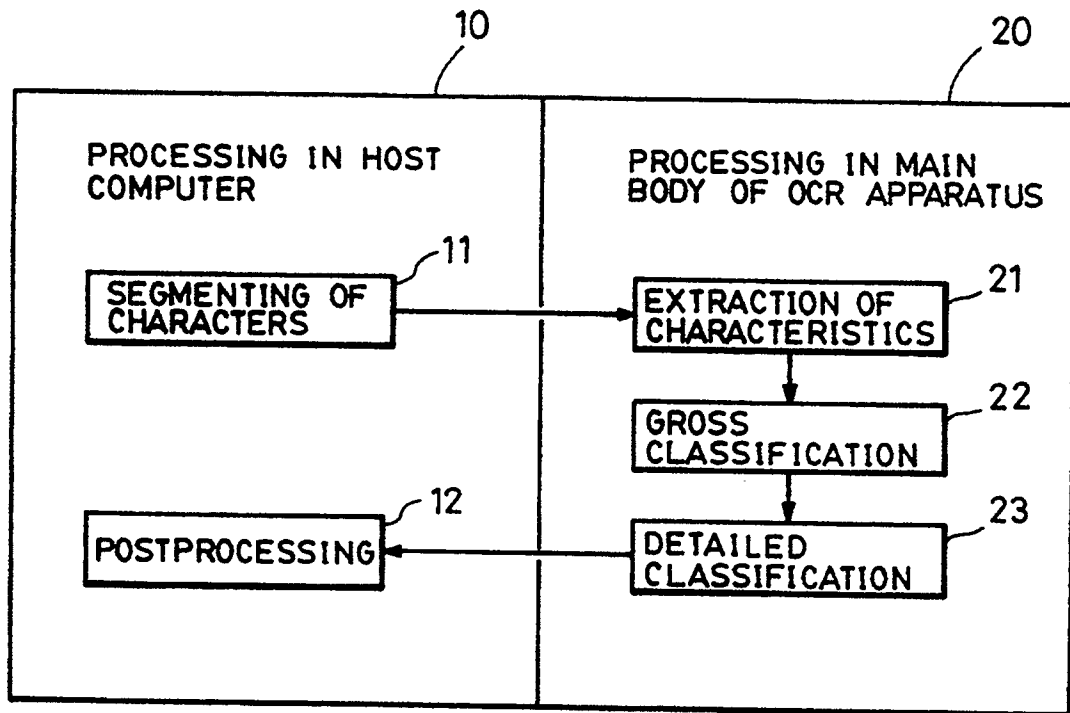 10
20
PROCESSING IN HOST
COMPUTER
PROCESSING IN MAIN
BODY OF OCR APPARATUS
11
SEGMENTING OF
CHARACTERS
21
EXTRACTION OF
CHARACTERISTICS
22
GROSS
CLASSIFICATION
12
POSTPROCESSING
23
DETAILED
CLASSIFICATION